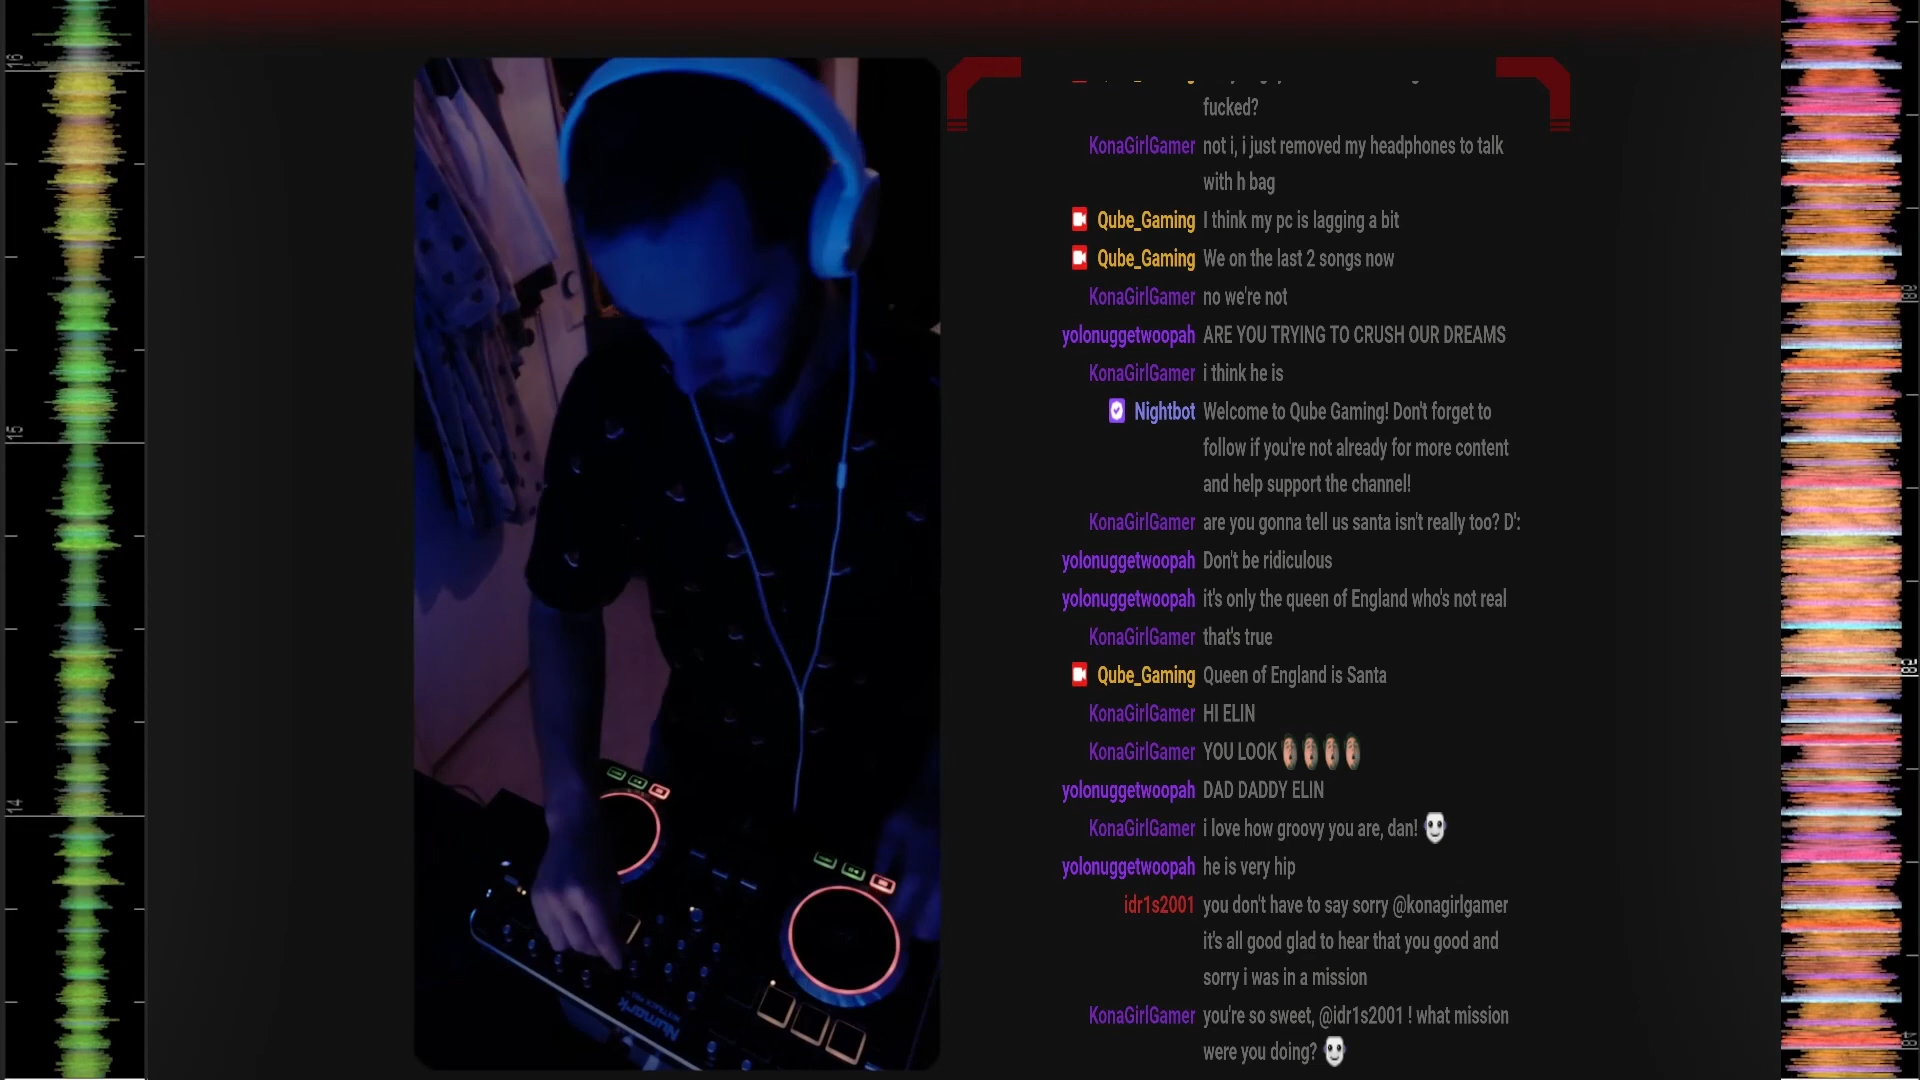 fucked?
KonaGirlGamer not i, i just removed my headphones to talk
with h bag
Qube_Gaming I think my pc is lagging a bit
Qube_Gaming We on the last 2 songs now
KonaGirlGamer no we're not
yolonuggetwoopah ARE YOU TRYING TO CRUSH OUR DREAMS
KonaGirlGamer i think he is
Nightbot Welcome to Qube Gaming! Don't forget to
follow if you're not already for more content
and help support the channel!
KonaGirlGamer are you gonna tell us santa isn't really too? D':
yolonuggetwoopah Don't be ridiculous
yolonuggetwoopah it's only the queen of England who's not real
KonaGirlGamer that's true
Qube_Gaming Queen of England is Santa
KonaGirlGamer HI ELIN
KonaGirlGamer YOU LOOK
yolonuggetwoopah DAD DADDY ELIN
KonaGirlGamer i love how groovy you are, dan!
yolonuggetwoopah he is very hip
idr1s2001 you don't have to say sorry @konagirlgamer
it's all good glad to hear that you good and
sorry i was in a mission
KonaGirlGamer you're so sweet, @idr1s2001 ! what mission
were you doing?
16
15
14
Numark